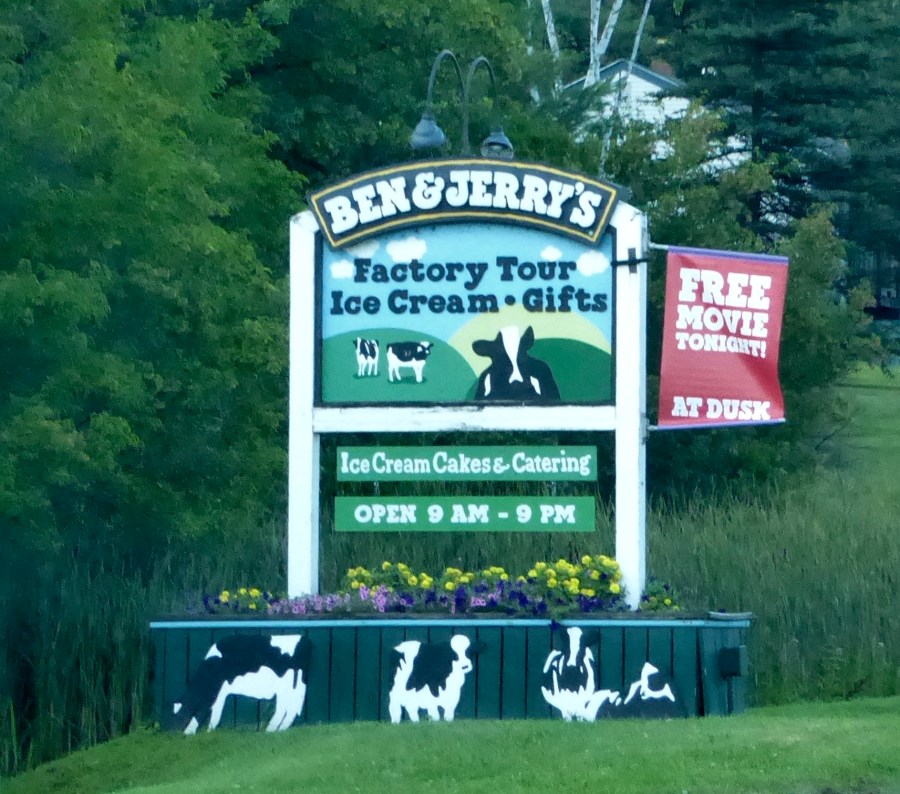 BEN & JERRY'S
Factory Tour
Ice Cream • Gifts
FREE
MOVIE
TONIGHT!
AT DUSK
Ice Cream Cakes & Catering
OPEN 9 AM - 9 PM